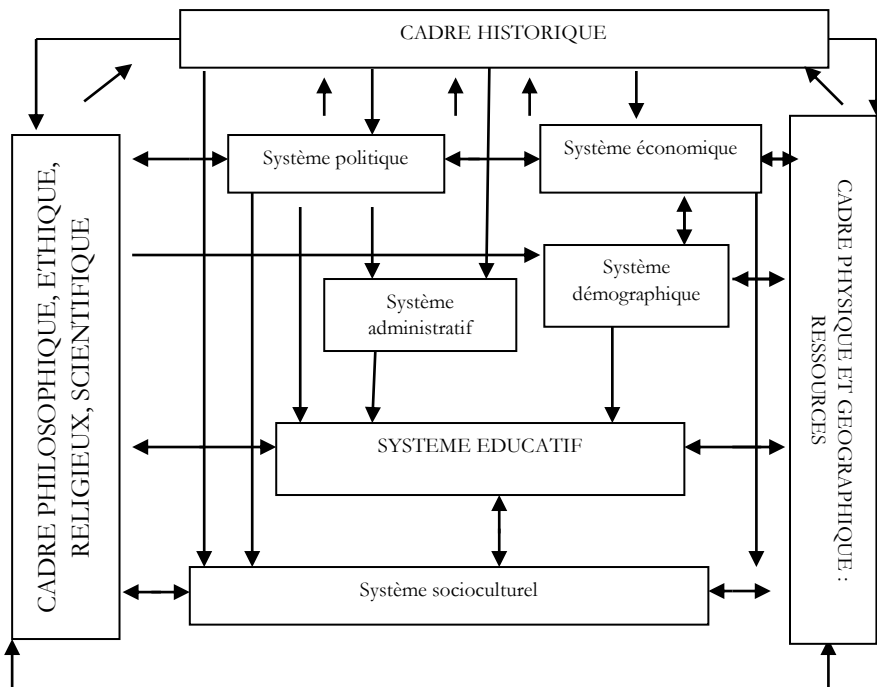 CADRE HISTORIQUE
CADRE PHILOSOPHIQUE, ETHIQUE,
RELIGIEUX, SCIENTIFIQUE
Système politique
Système économique
CADRE PHYSIQUE ET GEOGRAPHIQUE :
RESSOURCES
Système
démographique
Système
administratif
SYSTEME EDUCATIF
Système socioculturel